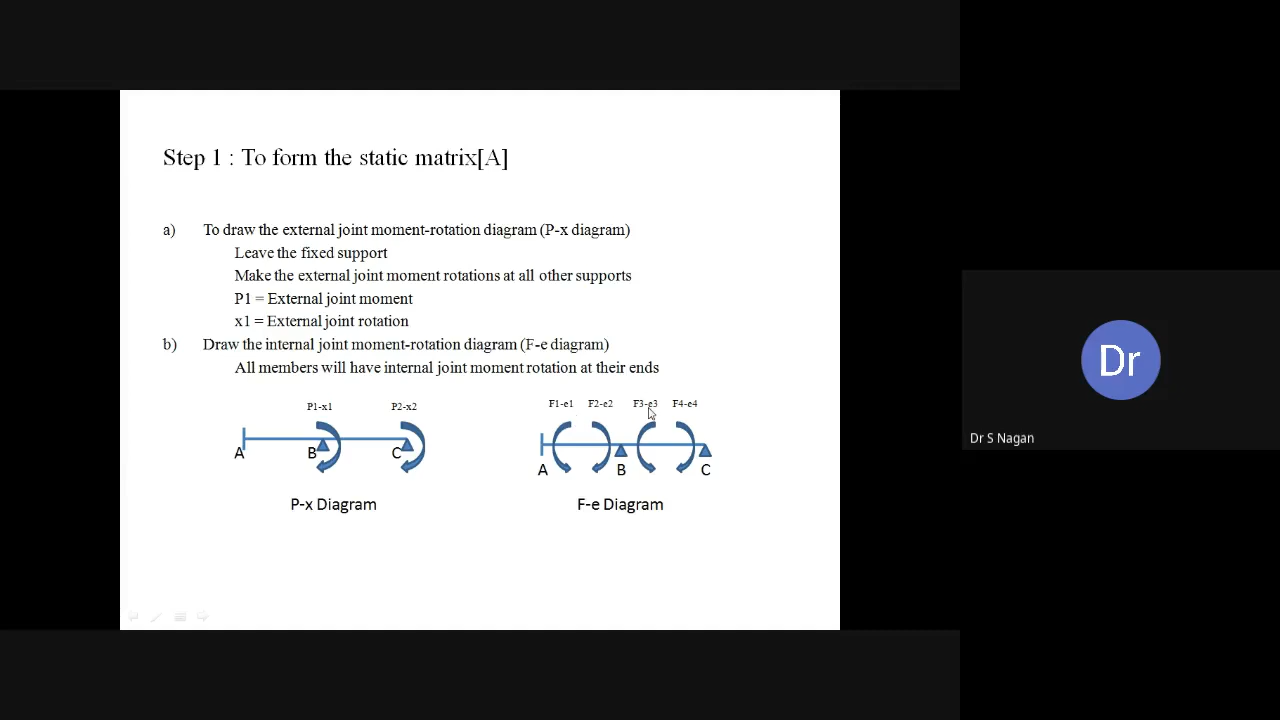 Step 1 : To form the static matrix[A]
a) To draw the external joint moment-rotation diagram (P-x diagram)
Leave the fixed support
Make the external joint moment rotations at all other supports
P1 = External joint moment
x1 = External joint rotation
b) Draw the internal joint moment-rotation diagram (F-e diagram)
All members will have internal joint moment rotation at their ends
P1-x1 P2-x2
A B C
P-x Diagram
F1-e1 F2-e2 F3-e3 F4-e4
A B C
F-e Diagram
Dr
Dr S Nagan